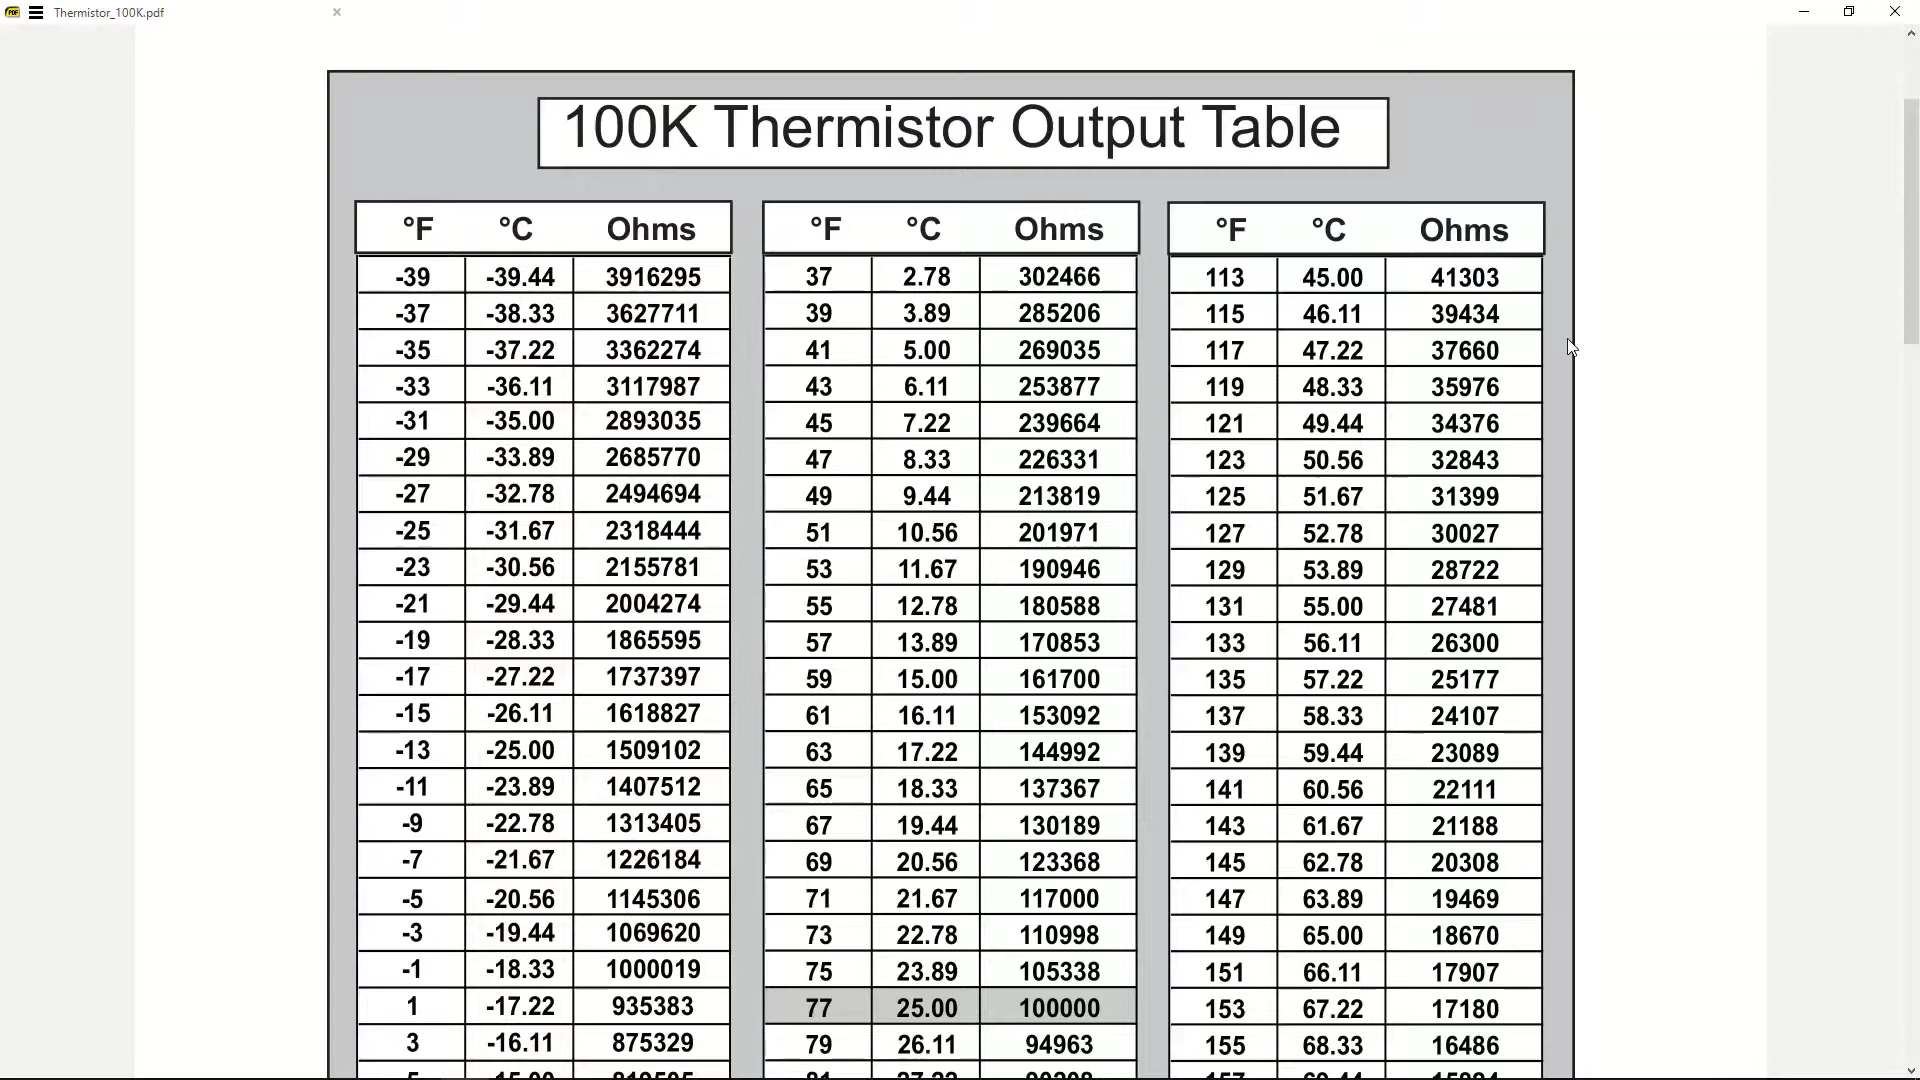 Thermistor_100K.pdf
100K Thermistor Output Table
°F °C Ohms °F °C Ohms °F °C Ohms
-39 -39.44 3916295 37 2.78 302466 113 45.00 41303
-37 -38.33 3627711 39 3.89 285206 115 46.11 39434
-35 -37.22 3362274 41 5.00 269035 117 47.22 37660
-33 -36.11 3117987 43 6.11 253877 119 48.33 35976
-31 -35.00 2893035 45 7.22 239664 121 49.44 34376
-29 -33.89 2685770 47 8.33 226331 123 50.56 32843
-27 -32.78 2494694 49 9.44 213819 125 51.67 31399
-25 -31.67 2318444 51 10.56 201971 127 52.78 30027
-23 -30.56 2155781 53 11.67 190946 129 53.89 28722
-21 -29.44 2004274 55 12.78 180588 131 55.00 27481
-19 -28.33 1865595 57 13.89 170853 133 56.11 26300
-17 -27.22 1737397 59 15.00 161700 135 57.22 25177
-15 -26.11 1618827 61 16.11 153092 137 58.33 24107
-13 -25.00 1509102 63 17.22 144992 139 59.44 23089
-11 -23.89 1407512 65 18.33 137367 141 60.56 22111
-9 -22.78 1313405 67 19.44 130189 143 61.67 21188
-7 -21.67 1226184 69 20.56 123368 145 62.78 20308
-5 -20.56 1145306 71 21.67 117000 147 63.89 19469
-3 -19.44 1069620 73 22.78 110998 149 65.00 18670
-1 -18.33 1000019 75 23.89 105338 151 66.11 17907
1 -17.22 935383 77 25.00 100000 153 67.22 17180
3 -16.11 875329 79 26.11 94963 155 68.33 16486